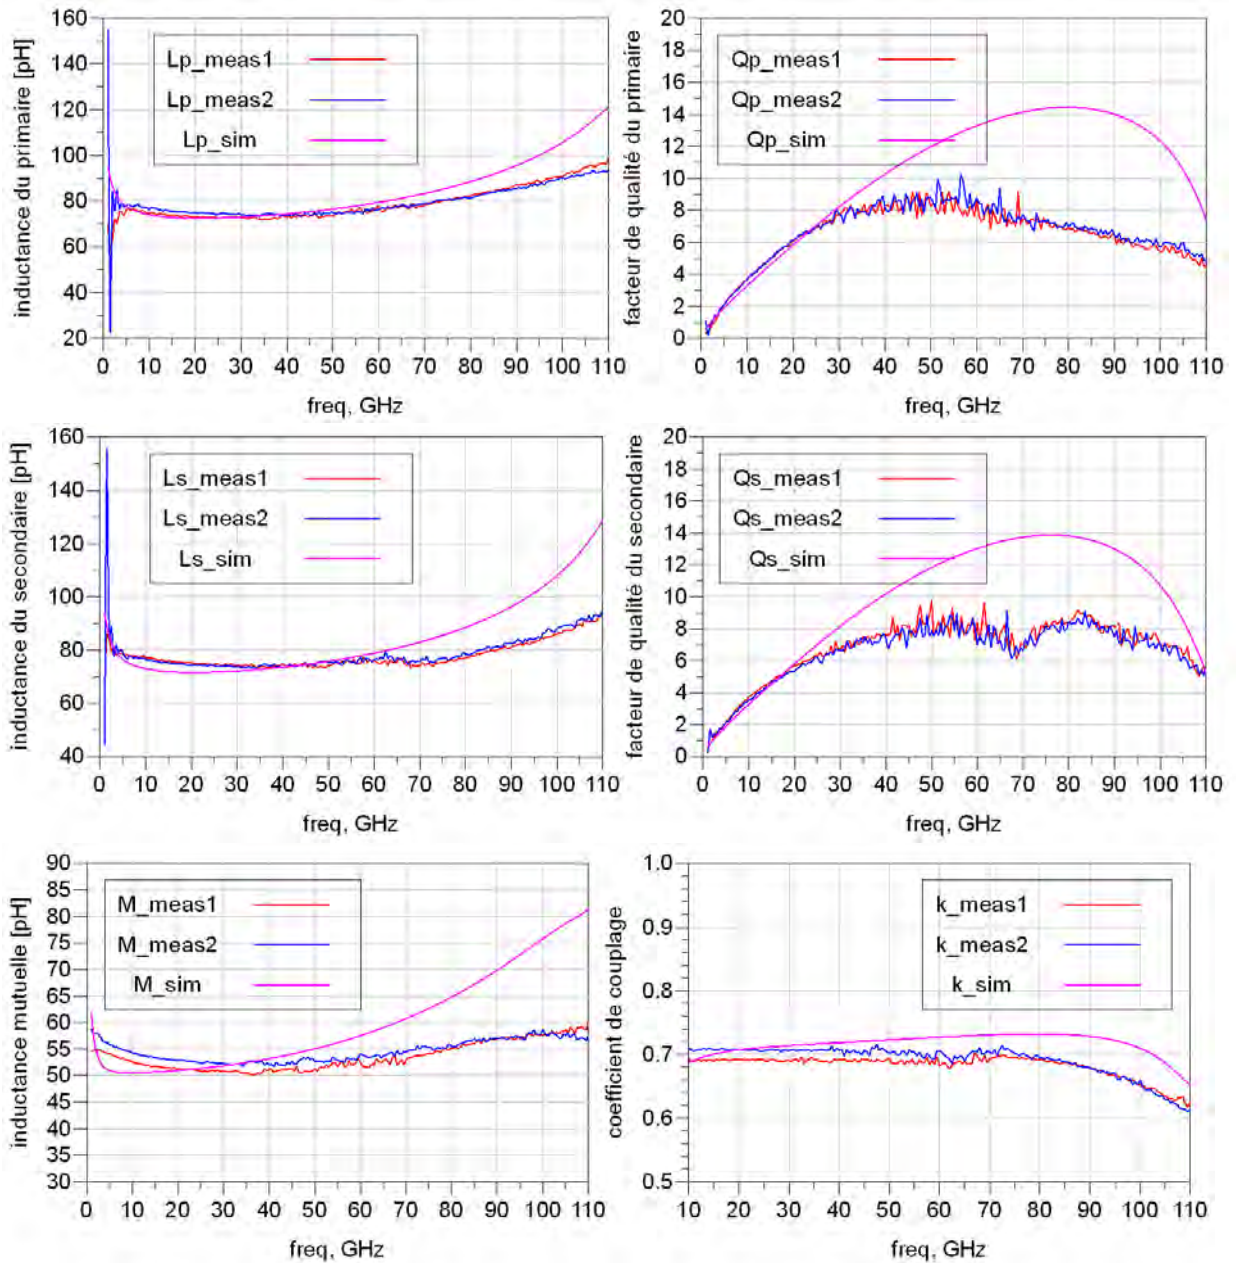 inductance du primaire [pH]
160
140
120
100
80
60
40
20
Lp_meas1
Lp_meas2
Lp_sim
0 10 20 30 40 50 60 70 80 90 100 110
freq, GHz
facteur de qualité du primaire
20
18
16
14
12
10
8
6
4
2
0
Qp_meas1
Qp_meas2
Qp_sim
0 10 20 30 40 50 60 70 80 90 100 110
freq, GHz
inductance du secondaire [pH]
160
140
120
100
80
60
40
Ls_meas1
Ls_meas2
Ls_sim
0 10 20 30 40 50 60 70 80 90 100 110
freq, GHz
facteur de qualité du secondaire
20
18
16
14
12
10
8
6
4
2
0
Qs_meas1
Qs_meas2
Qs_sim
0 10 20 30 40 50 60 70 80 90 100 110
freq, GHz
inductance mutuelle [pH]
90
85
80
75
70
65
60
55
50
45
40
35
30
M_meas1
M_meas2
M_sim
0 10 20 30 40 50 60 70 80 90 100 110
freq, GHz
coefficient de couplage
1.0
0.9
0.8
0.7
0.6
0.5
k_meas1
k_meas2
k_sim
10 20 30 40 50 60 70 80 90 100 110
freq, GHz